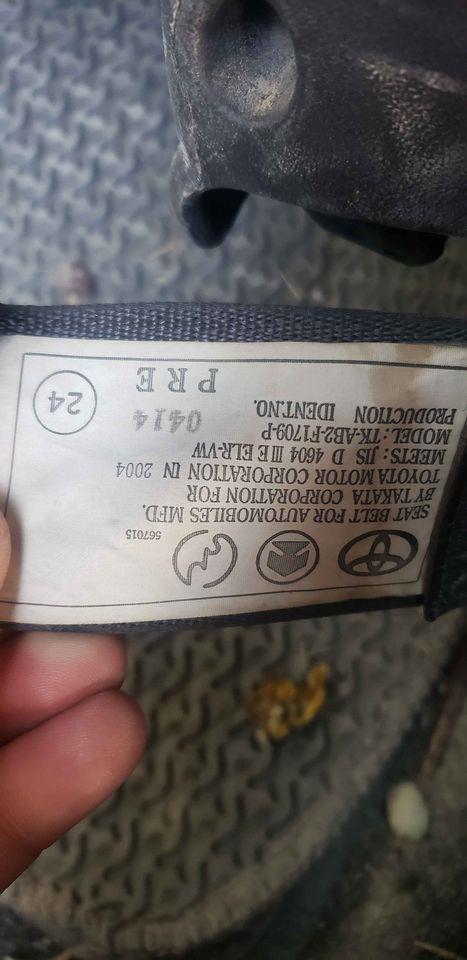 567015
SEAT BELT FOR AUTOMOBILES MFD.
BY TAKATA CORPORATION FOR
TOYOTA MOTOR CORPORATION IN 2004
MEETS : JIS D 4604 III E ELR-VW
MODEL : TK-AB2-F1709-P
PRODUCTION IDENT.NO. 0414
PRE 24